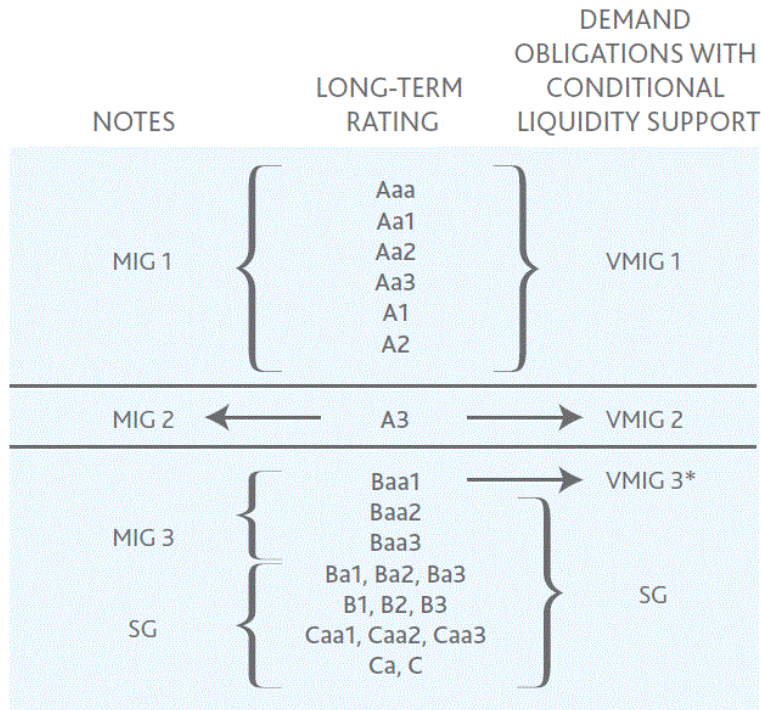 NOTES
LONG-TERM
RATING
DEMAND
OBLIGATIONS WITH
CONDITIONAL
LIQUIDITY SUPPORT
MIG 1
Aaa
Aa1
Aa2
Aa3
A1
A2
VMIG 1
MIG 2
A3
VMIG 2
MIG 3
Baa1
Baa2
Baa3
VMIG 3*
SG
Ba1, Ba2, Ba3
B1, B2, B3
Caa1, Caa2, Caa3
Ca, C
SG